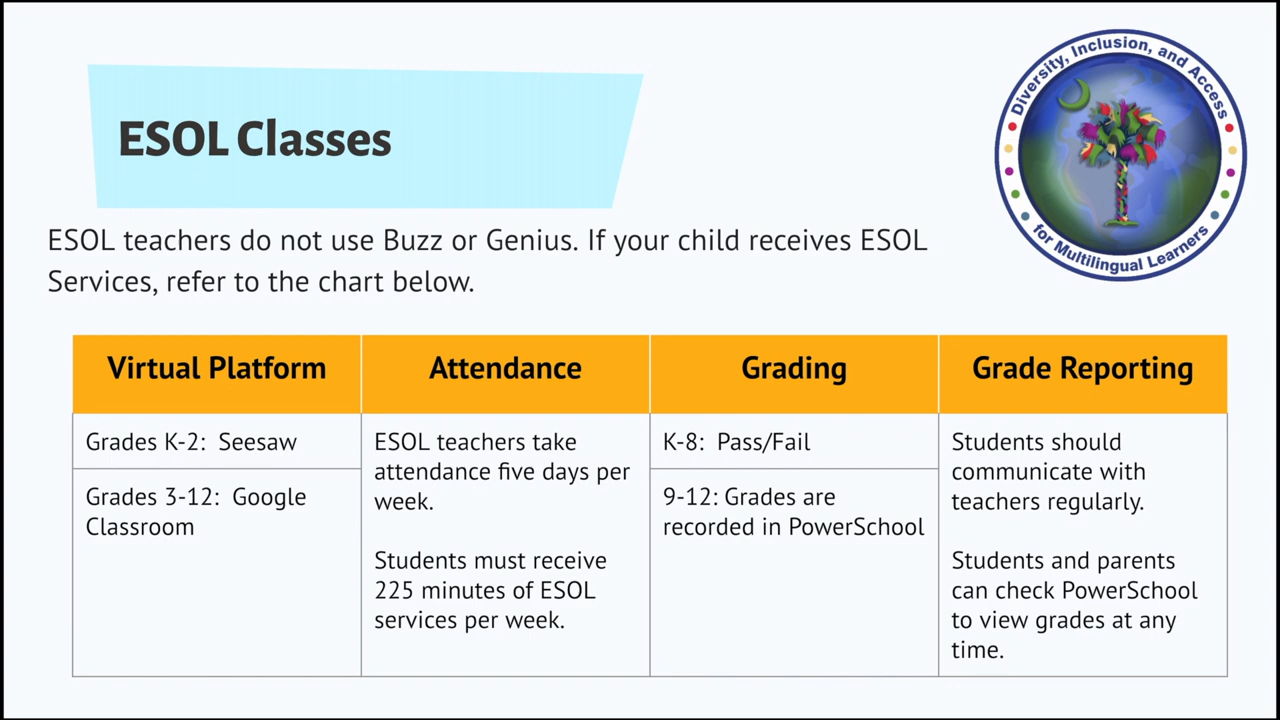 Diversity, Inclusion, and Access
for Multilingual Learners
ESOL Classes
ESOL teachers do not use Buzz or Genius. If your child receives ESOL
Services, refer to the chart below.
Virtual Platform
Attendance
Grading
Grade Reporting
Grades K-2: Seesaw
Grades 3-12: Google
Classroom
ESOL teachers take
attendance five days per
week.
Students must receive
225 minutes of ESOL
services per week.
K-8: Pass/Fail
9-12: Grades are
recorded in PowerSchool
Students should
communicate with
teachers regularly.
Students and parents
can check PowerSchool
to view grades at any
time.